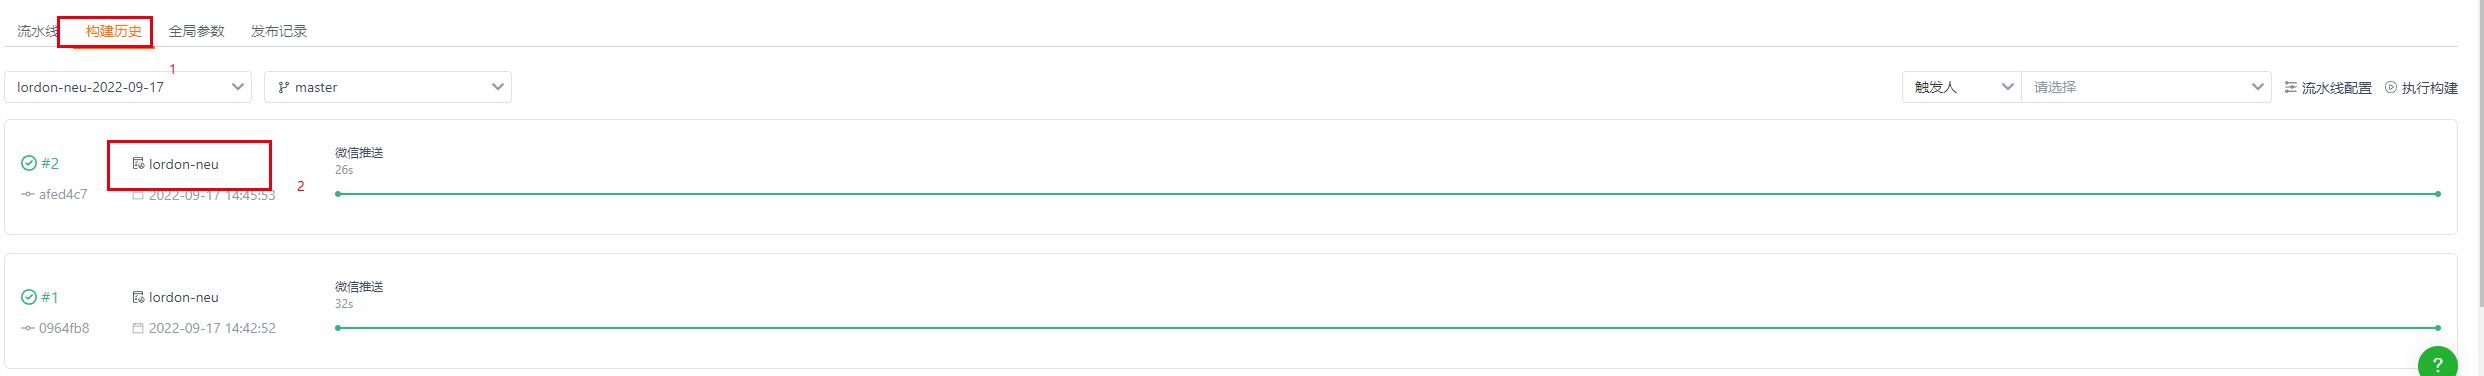 流水线 构建历史 全局参数 发布记录
1
lordon-neu-2022-09-17 master 触发人 请选择 流水线配置 执行构建
#2 lordon-neu 微信推送
26s
2
afed4c7 2022-09-17 14:45:53
#1 lordon-neu 微信推送
32s
0964fb8 2022-09-17 14:42:52
?